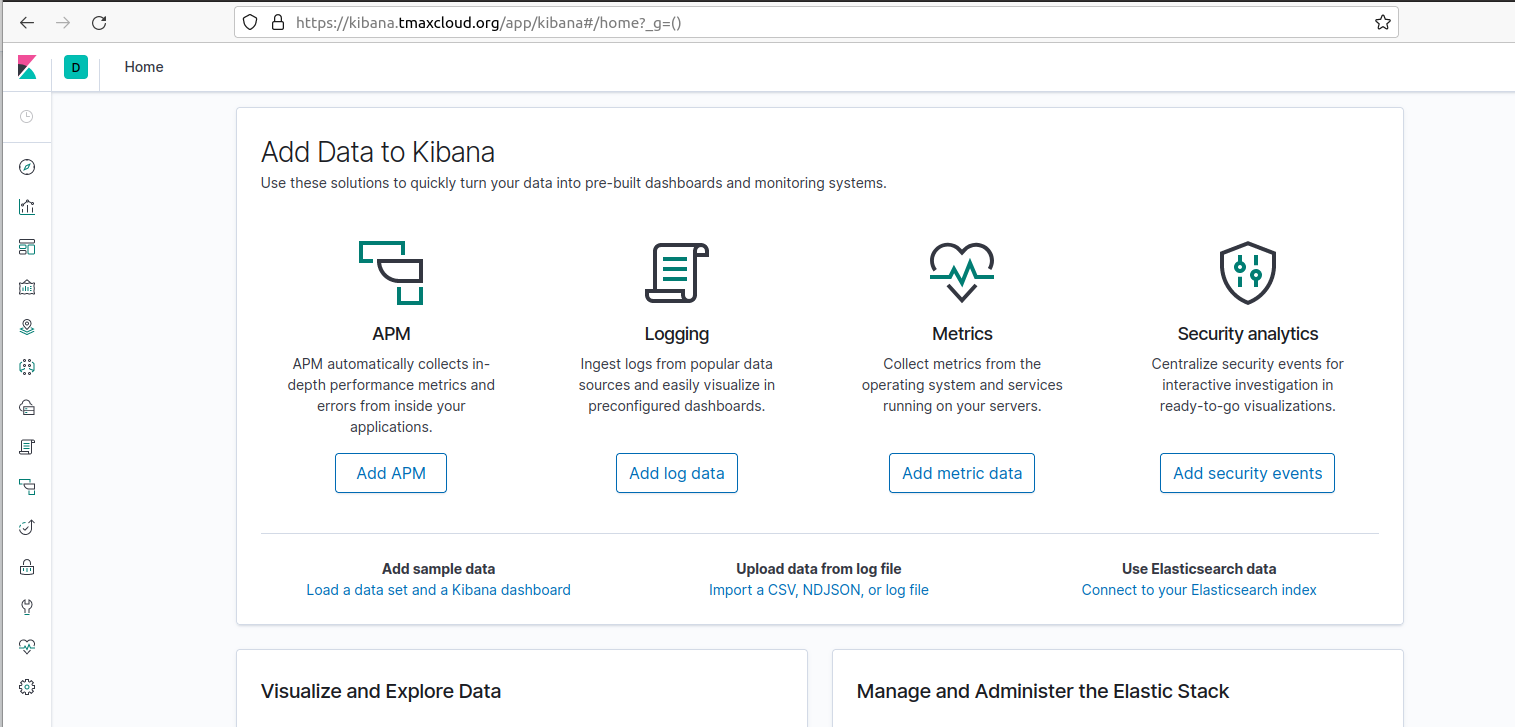 https://kibana.tmaxcloud.org/app/kibana#/home?_g=()
D Home
Add Data to Kibana
Use these solutions to quickly turn your data into pre-built dashboards and monitoring systems.
APM
APM automatically collects in-
depth performance metrics and
errors from inside your
applications.
Add APM
Logging
Ingest logs from popular data
sources and easily visualize in
preconfigured dashboards.
Add log data
Metrics
Collect metrics from the
operating system and services
running on your servers.
Add metric data
Security analytics
Centralize security events for
interactive investigation in
ready-to-go visualizations.
Add security events
Add sample data
Load a data set and a Kibana dashboard
Upload data from log file
Import a CSV, NDJSON, or log file
Use Elasticsearch data
Connect to your Elasticsearch index
Visualize and Explore Data
Manage and Administer the Elastic Stack